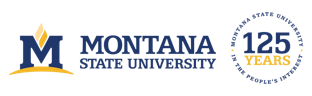 M
MONTANA
STATE UNIVERSITY
MONTANA STATE UNIVERSITY
125
YEARS
IN THE PEOPLE'S INTEREST